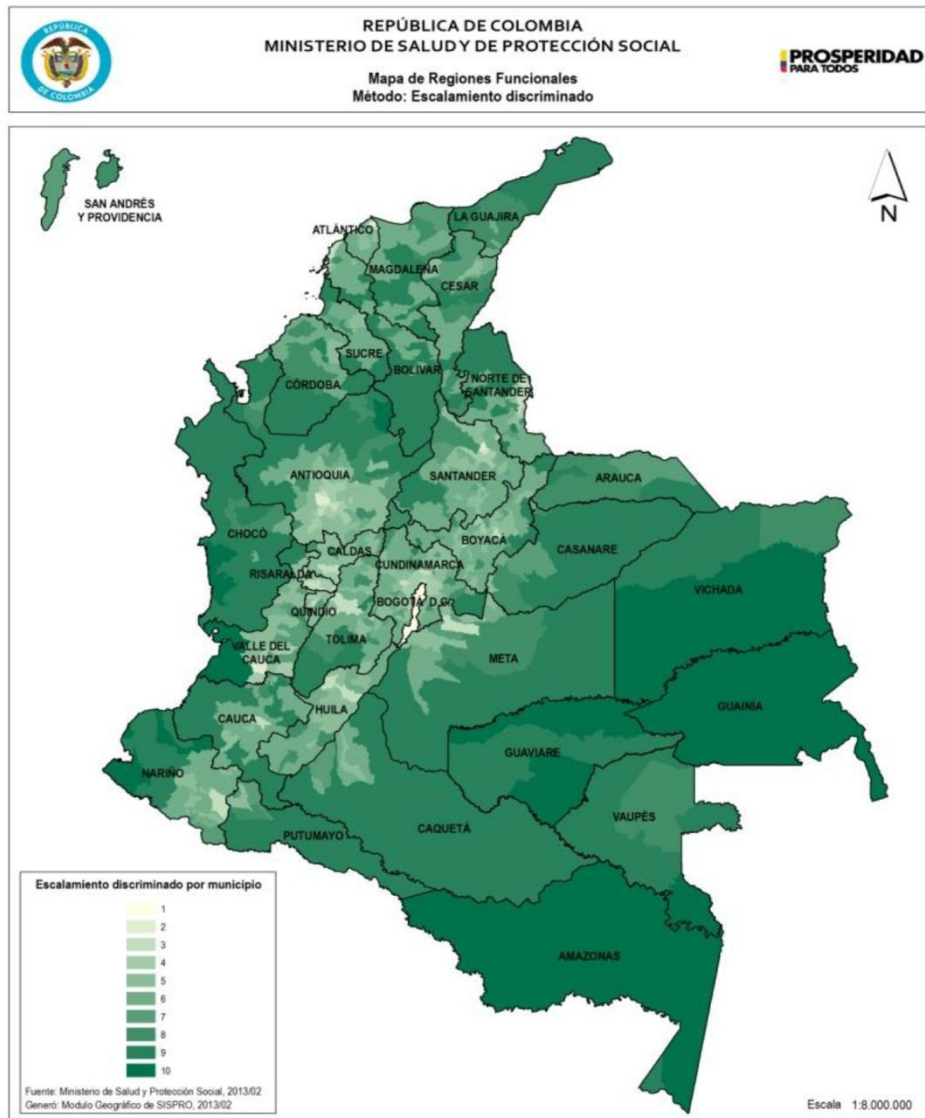 REPÚBLICA DE COLOMBIA
MINISTERIO DE SALUD Y DE PROTECCIÓN SOCIAL
Mapa de Regiones Funcionales
Método: Escalamiento discriminado
REPÚBLICA
DE COLOMBIA
PROSPERIDAD
PARA TODOS
SAN ANDRÉS
Y PROVIDENCIA
N
LA GUAJIRA
ATLÁNTICO
MAGDALENA
CESAR
SUCRE
BOLIVAR
CÓRDOBA
NORTE DE
SANTANDER
ANTIOQUIA
SANTANDER
ARAUCA
CHOCÓ
BOYACÁ
CALDAS
CASANARE
CUNDINAMARCA
RISARALDA
VICHADA
BOGOTÁ D.C.
QUINDÍO
TOLIMA
VALLE DEL
CAUCA
META
GUAINÍA
HUILA
CAUCA
GUAVIARE
NARIÑO
VAUPÉS
CAQUETÁ
PUTUMAYO
AMAZONAS
Escalamiento discriminado por municipio
1
2
3
4
5
6
7
8
9
10
Fuente: Ministerio de Salud y Protección Social, 2013/02
Generó: Modulo Geográfico de SISPRO, 2013/02
Escala 1:8.000.000